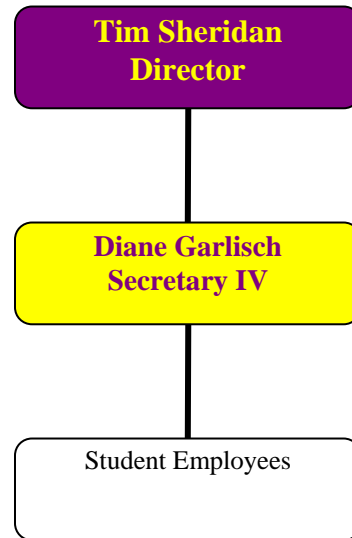 Tim Sheridan
Director
Diane Garlisch
Secretary IV
Student Employees